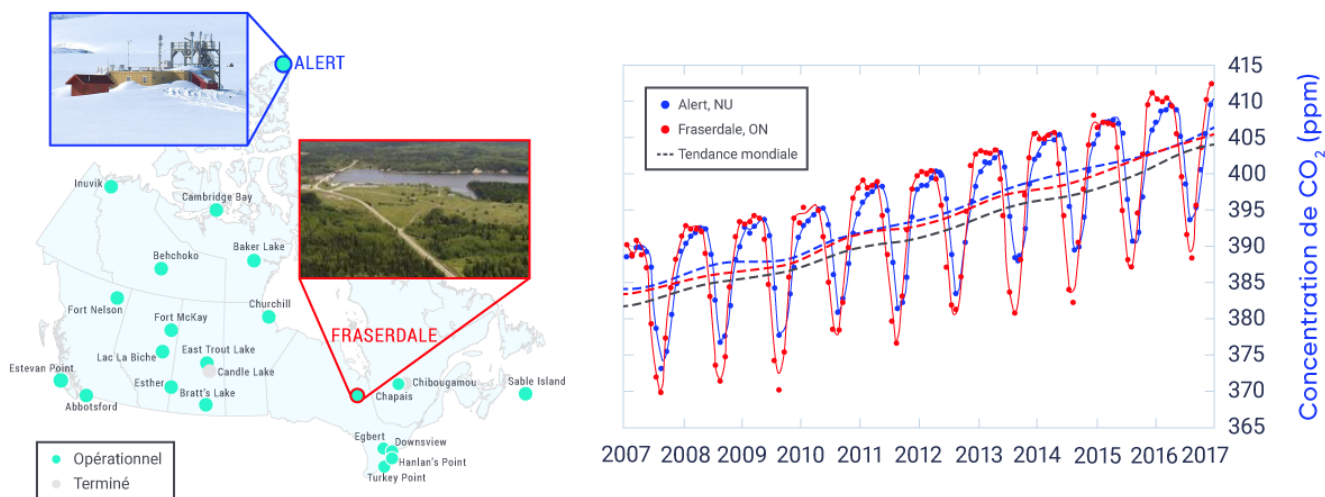 ALERT
Inuvik
Cambridge Bay
Baker Lake
Behchoko
Fort Nelson
Churchill
Fort McKay
FRASERDALE
East Trout Lake
Lac La Biche
Candle Lake
Estevan Point
Esther
Chibougamou
Sable Island
Bratt's Lake
Chapais
Abbotsford
Egbert
Downsview
Hanlan's Point
Turkey Point
Opérationnel
Terminé
Alert, NU
Fraserdale, ON
Tendance mondiale
415
410
405
400
395
390
385
380
375
370
365
Concentration de CO₂ (ppm)
2007 2008 2009 2010 2011 2012 2013 2014 2015 2016 2017